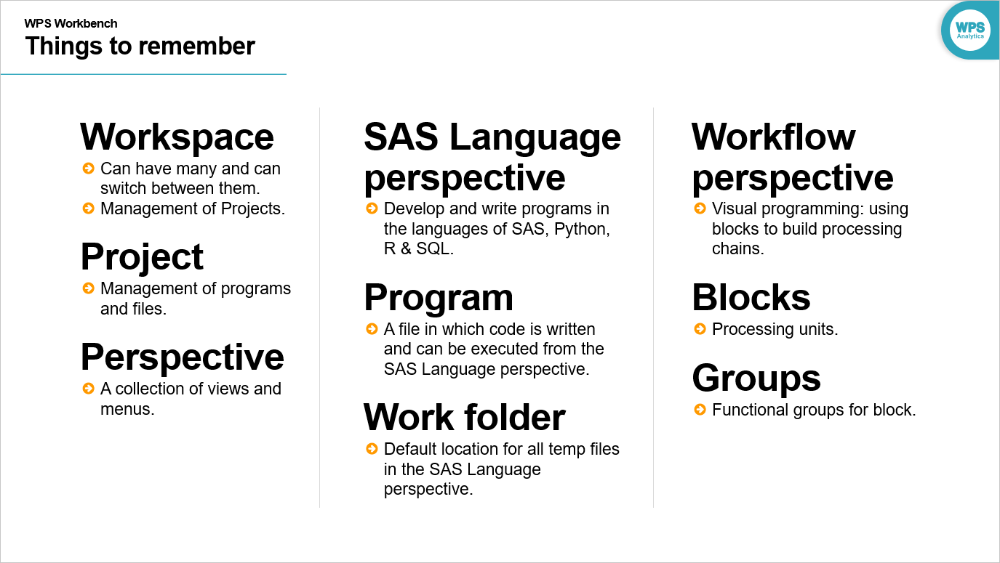 WPS Workbench
Things to remember
WPS
Analytics
Workspace
Can have many and can
switch between them.
Management of Projects.
Project
Management of programs
and files.
Perspective
A collection of views and
menus.
SAS Language
perspective
Develop and write programs in
the languages of SAS, Python,
R & SQL.
Program
A file in which code is written
and can be executed from the
SAS Language perspective.
Work folder
Default location for all temp files
in the SAS Language
perspective.
Workflow
perspective
Visual programming: using
blocks to build processing
chains.
Blocks
Processing units.
Groups
Functional groups for block.